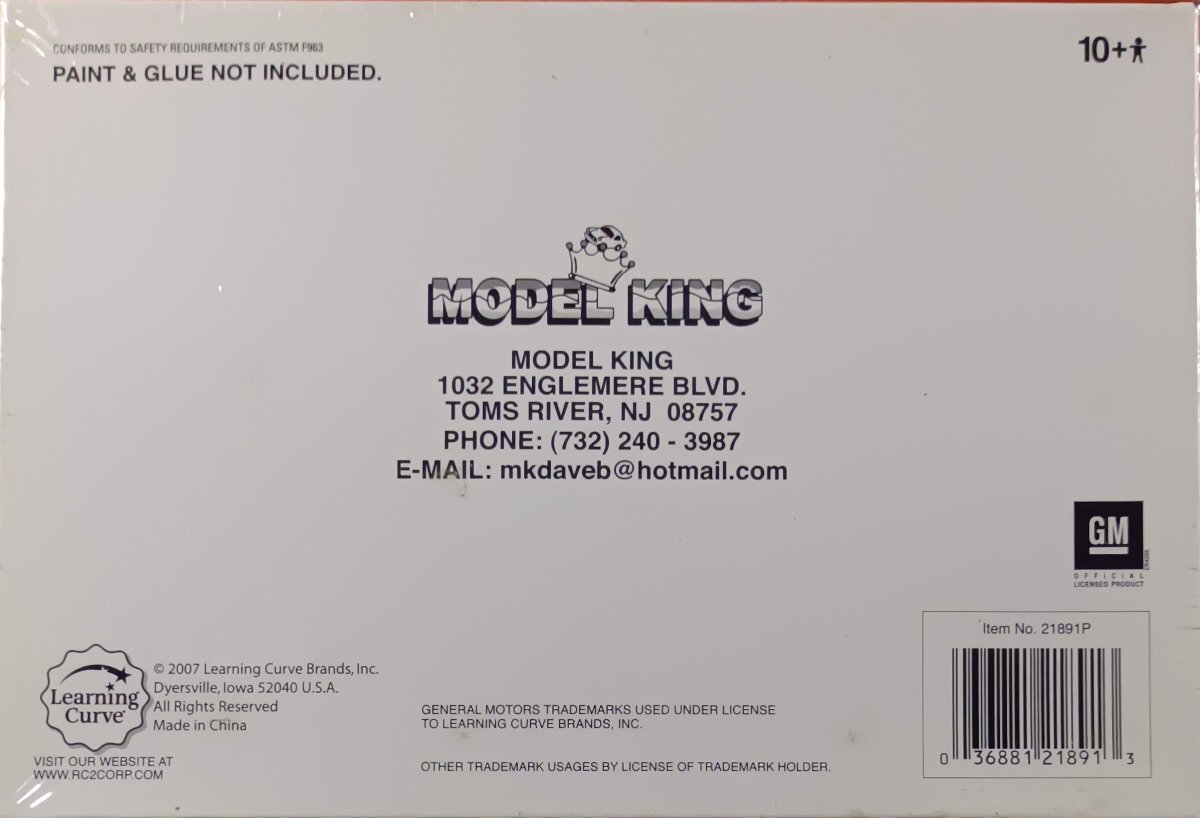 CONFORMS TO SAFETY REQUIREMENTS OF ASTM F963
PAINT & GLUE NOT INCLUDED.
10+
MODEL KING
MODEL KING
1032 ENGLEMERE BLVD.
TOMS RIVER, NJ 08757
PHONE: (732) 240 - 3987
E-MAIL: mkdaveb@hotmail.com
GM
OFFICIAL
LICENSED PRODUCT
Item No. 21891P
0 36881 21891 3
Learning
Curve
© 2007 Learning Curve Brands, Inc.
Dyersville, Iowa 52040 U.S.A.
All Rights Reserved
Made in China
VISIT OUR WEBSITE AT
WWW.RC2CORP.COM
GENERAL MOTORS TRADEMARKS USED UNDER LICENSE
TO LEARNING CURVE BRANDS, INC.
OTHER TRADEMARK USAGES BY LICENSE OF TRADEMARK HOLDER.